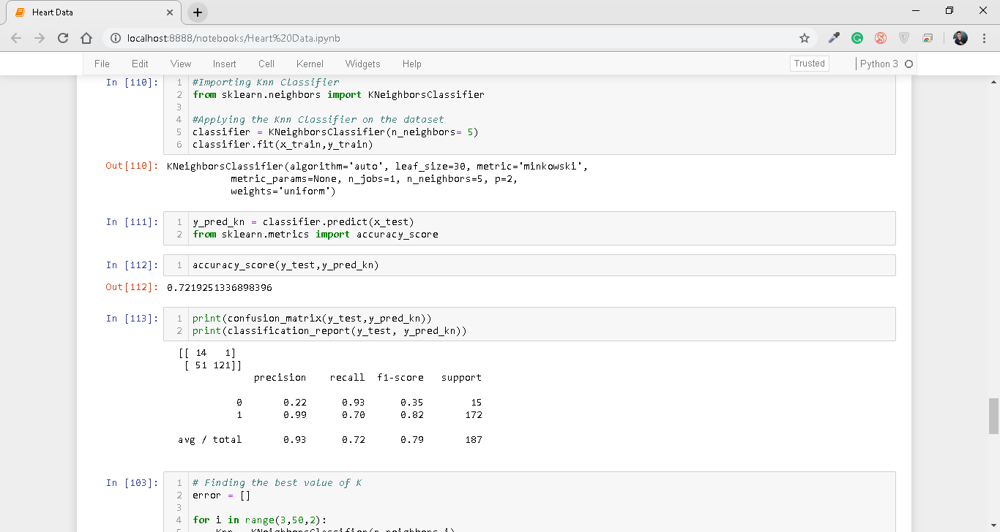 Heart Data
localhost:8888/notebooks/Heart%20Data.ipynb
File Edit View Insert Cell Kernel Widgets Help Trusted Python 3
In [110]:
1 #Importing Knn Classifier
2 from sklearn.neighbors import KNeighborsClassifier
3
4 #Applying the Knn Classifier on the dataset
5 classifier = KNeighborsClassifier(n_neighbors= 5)
6 classifier.fit(x_train,y_train)
Out[110]: KNeighborsClassifier(algorithm='auto', leaf_size=30, metric='minkowski',
metric_params=None, n_jobs=1, n_neighbors=5, p=2,
weights='uniform')
In [111]:
1 y_pred_kn = classifier.predict(x_test)
2 from sklearn.metrics import accuracy_score
In [112]:
1 accuracy_score(y_test,y_pred_kn)
Out[112]: 0.7219251336898396
In [113]:
1 print(confusion_matrix(y_test,y_pred_kn))
2 print(classification_report(y_test, y_pred_kn))
[[ 14   1]
[ 51 121]]
precision recall f1-score support
0 0.22 0.93 0.35 15
1 0.99 0.70 0.82 172
avg / total 0.93 0.72 0.79 187
In [103]:
1 # Finding the best value of K
2 error = []
3
4 for i in range(3,50,2):